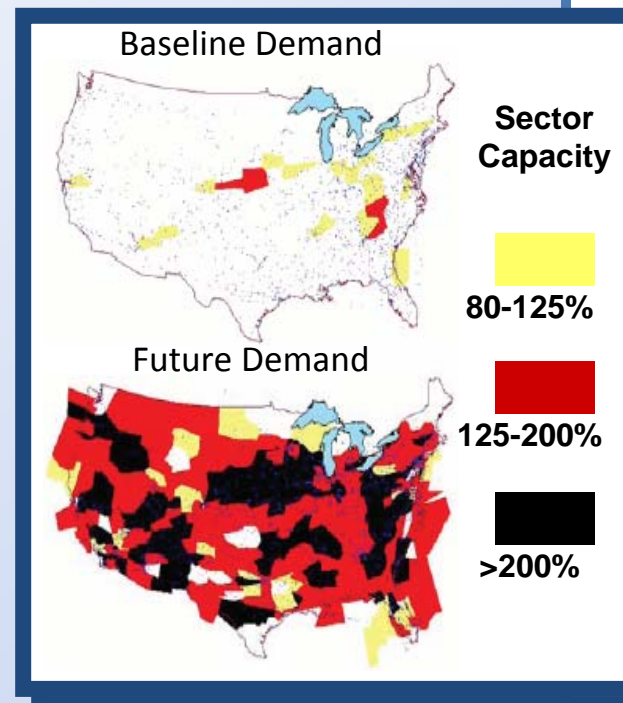 Baseline Demand
Sector
Capacity
80-125%
Future Demand
125-200%
>200%